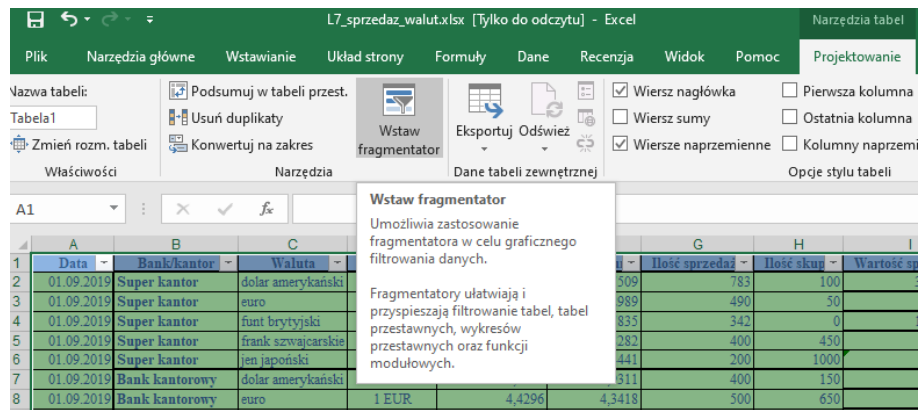 L7_sprzedaz_walut.xlsx [Tylko do odczytu] - Excel
Narzędzia tabel
Plik Narzędzia główne Wstawianie Układ strony Formuły Dane Recenzja Widok Pomoc Projektowanie
Nazwa tabeli:
Tabela1
Zmień rozm. tabeli
Właściwości
Podsumuj w tabeli przest.
Usuń duplikaty
Konwertuj na zakres
Narzędzia
Wstaw
fragmentator
Eksportuj Odśwież
Dane tabeli zewnętrznej
Wiersz nagłówka
Wiersz sumy
Wiersze naprzemienne
Pierwsza kolumna
Ostatnia kolumna
Kolumny naprzemi
Opcje stylu tabeli
A1 fx
Wstaw fragmentator
Umożliwia zastosowanie
fragmentatora w celu graficznego
filtrowania danych.
Fragmentatory ułatwiają i
przyspieszają filtrowanie tabel, tabel
przestawnych, wykresów
przestawnych oraz funkcji
modułowych.
A B C G H I
1 Data Bank/kantor Waluta Ilość sprzedaż Ilość skup Wartość sp
2 01.09.2019 Super kantor dolar amerykański 509 783 100
3 01.09.2019 Super kantor euro 989 490 50
4 01.09.2019 Super kantor funt brytyjski 835 342 0
5 01.09.2019 Super kantor frank szwajcarskie 282 400 450
6 01.09.2019 Super kantor jen japoński 441 200 1000
7 01.09.2019 Bank kantorowy dolar amerykański 311 400 150
8 01.09.2019 Bank kantorowy euro 1 EUR 4,4296 4,3418 500 650